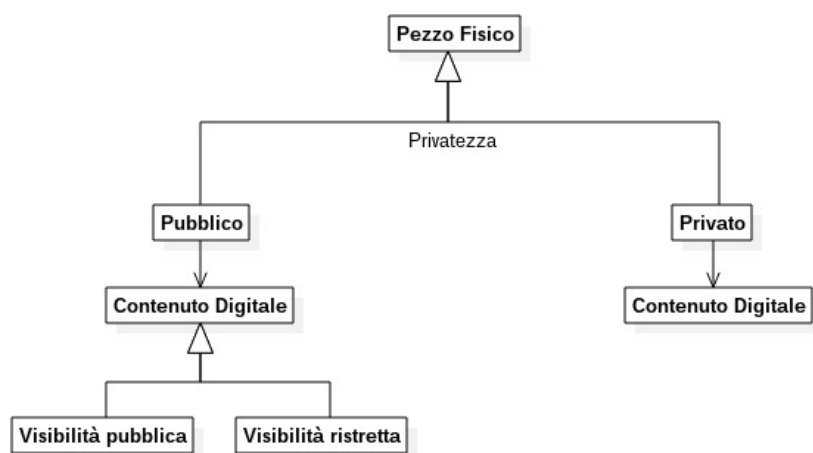 Pezzo Fisico
Privatezza
Pubblico
Privato
Contenuto Digitale
Contenuto Digitale
Visibilità pubblica
Visibilità ristretta